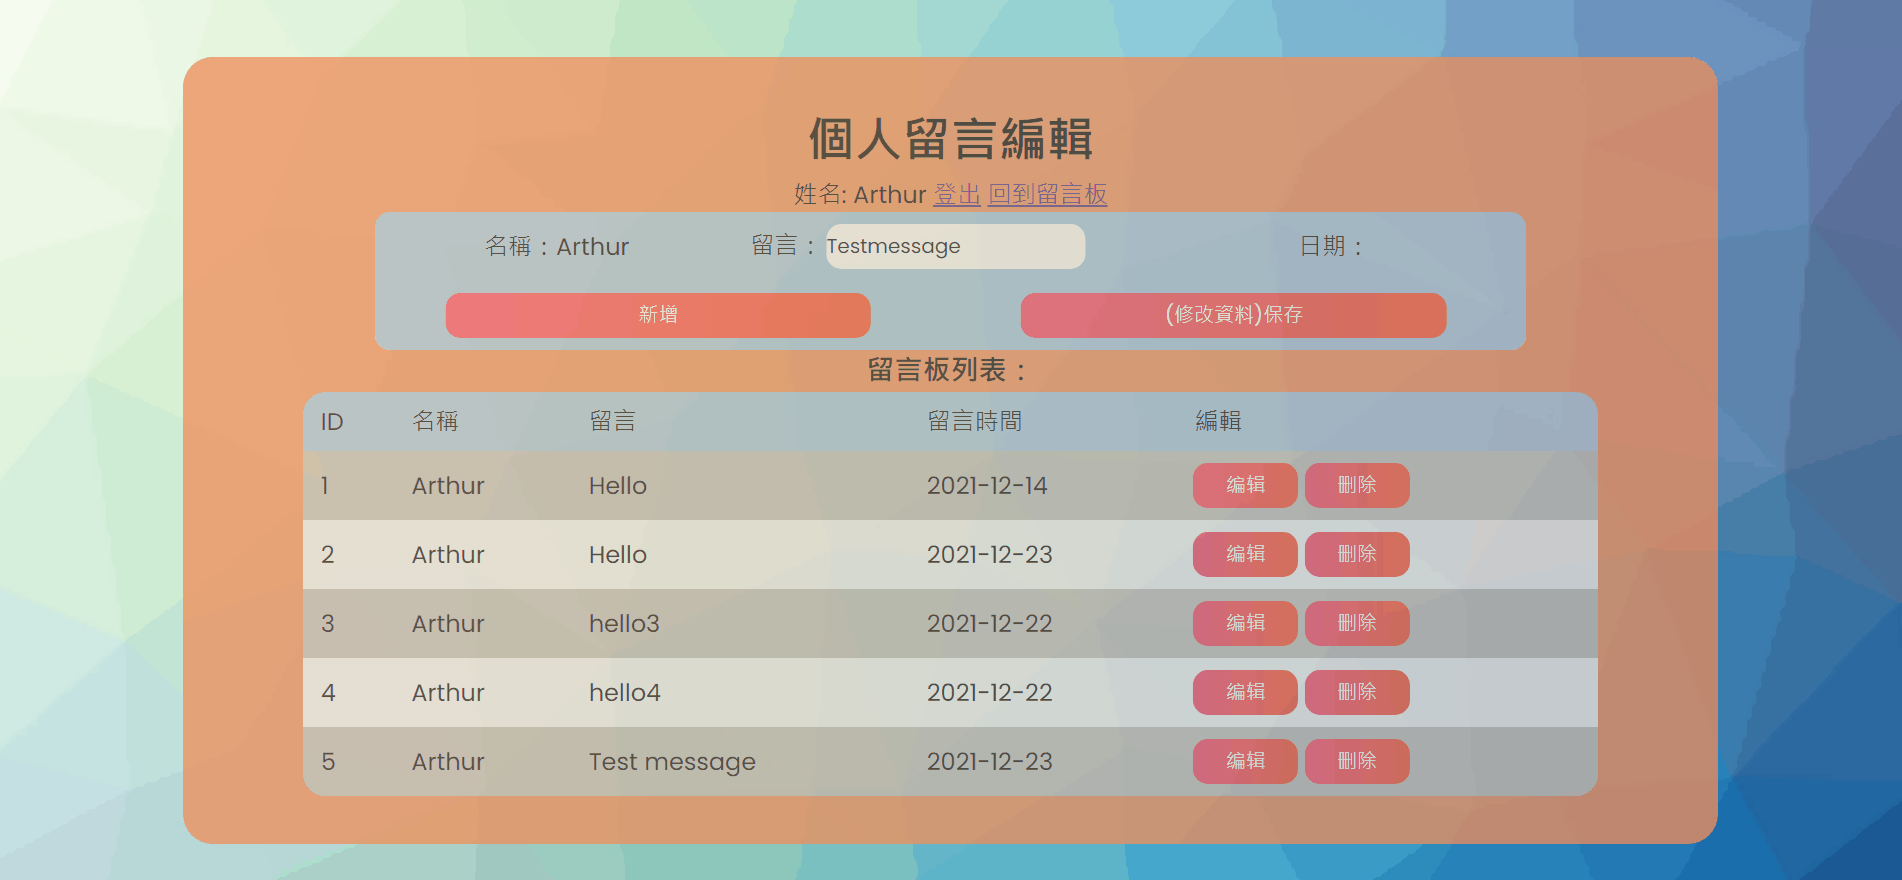 個人留言編輯
姓名: Arthur 登出 回到留言板
名稱：Arthur 留言： Testmessage 日期：
新增 (修改資料)保存
留言板列表：
ID 名稱 留言 留言時間 編輯
1 Arthur Hello 2021-12-14 编辑 刪除
2 Arthur Hello 2021-12-23 编辑 刪除
3 Arthur hello3 2021-12-22 编辑 刪除
4 Arthur hello4 2021-12-22 编辑 刪除
5 Arthur Test message 2021-12-23 编辑 刪除